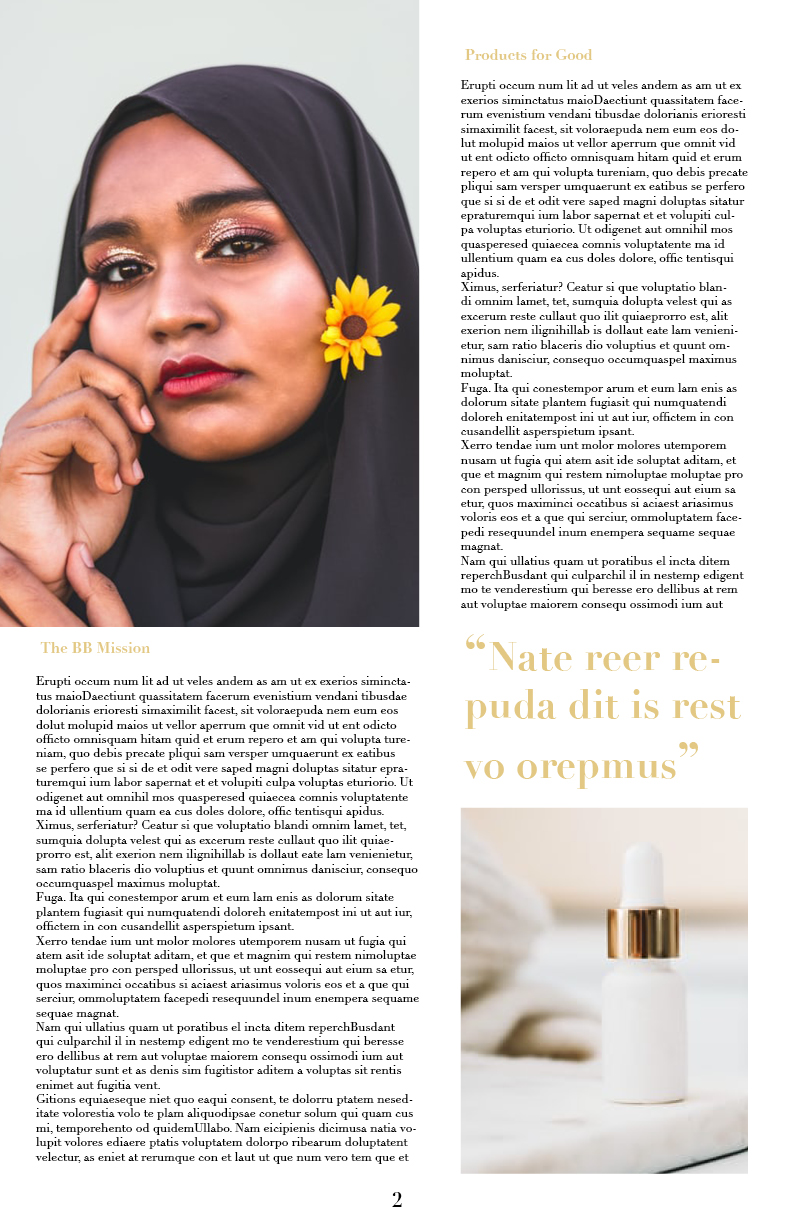 The BB Mission
Erupti occum num lit ad ut veles andem as am ut ex exerios simincta-
tus maioDaectiunt quassitatem facerum evenistium vendani tibusdae
dolorianis erioresti simaximilit facest, sit voloraepuda nem eum eos
dolut molupid maios ut vellor aperrum que omnit vid ut ent odicto
officto omnisquam hitam quid et erum repero et am qui volupta ture-
niam, quo debis precate pliqui sam versper umquaerunt ex eatibus
se perfero que si si de et odit vere saped magni doluptas sitatur epra-
turemqui ium labor sapernat et et volupiti culpa voluptas eturiorio. Ut
odigenet aut omnihil mos quasperesed quiaecea comnis voluptatente
ma id ullentium quam ea cus doles dolore, offic tentisqui apidus.
Ximus, serferiatur? Ceatur si que voluptatio blandi omnim lamet, tet,
sumquia dolupta velest qui as excerum reste cullaut quo ilit quiae-
prorro est, alit exerion nem ilignihillab is dollaut eate lam venienietur,
sam ratio blaceris dio voluptius et quunt omnimus danisciur, consequo
occumquaspel maximus moluptat.
Fuga. Ita qui conestempor arum et eum lam enis as dolorum sitate
plantem fugiasit qui numquatendi doloreh enitatempost ini ut aut iur,
offictem in con cusandellit asperspietum ipsant.
Xerro tendae ium unt molor molores utemporem nusam ut fugia qui
atem asit ide soluptat aditam, et que et magnim qui restem nimoluptae
moluptae pro con persped ullorissus, ut unt eossequi aut eium sa etur,
quos maximinci occatibus si aciaest ariasimus voloris eos et a que qui
serciur, ommoluptatem facepedi resequundel inum enempera sequame
sequae magnat.
Nam qui ullatius quam ut poratibus el incta ditem reperchBusdant
qui culparchil il in nestemp edigent mo te venderestium qui beresse
ero dellibus at rem aut voluptae maiorem consequ ossimodi ium aut
voluptatur sunt et as denis sim fugitistor aditem a voluptas sit rentis
enimet aut fugitia vent.
Gitions equiaeseque niet quo eaqui consent, te dolorru ptatem nesed-
itate volorestia volo te plam aliquodipsae conetur solum qui quam cus
mi, temporehento od quidemUllabo. Nam eicipienis dicimusa natia vo-
lupit volores ediaere ptatis voluptatem dolorpo ribearum doluptatent
velectur, as eniet at rerumque con et laut ut que num vero tem que et
Products for Good
Erupti occum num lit ad ut veles andem as am ut ex
exerios siminctatus maioDaectiunt quassitatem face-
rum evenistium vendani tibusdae dolorianis erioresti
simaximilit facest, sit voloraepuda nem eum eos do-
lut molupid maios ut vellor aperrum que omnit vid
ut ent odicto officto omnisquam hitam quid et erum
repero et am qui volupta tureniam, quo debis precate
pliqui sam versper umquaerunt ex eatibus se perfero
que si si de et odit vere saped magni doluptas sitatur
epraturemqui ium labor sapernat et et volupiti cul-
pa voluptas eturiorio. Ut odigenet aut omnihil mos
quasperesed quiaecea comnis voluptatente ma id
ullentium quam ea cus doles dolore, offic tentisqui
apidus.
Ximus, serferiatur? Ceatur si que voluptatio blan-
di omnim lamet, tet, sumquia dolupta velest qui as
excerum reste cullaut quo ilit quiaeprorro est, alit
exerion nem ilignihillab is dollaut eate lam venieni-
etur, sam ratio blaceris dio voluptius et quunt om-
nimus danisciur, consequo occumquaspel maximus
moluptat.
Fuga. Ita qui conestempor arum et eum lam enis as
dolorum sitate plantem fugiasit qui numquatendi
doloreh enitatempost ini ut aut iur, offictem in con
cusandellit asperspietum ipsant.
Xerro tendae ium unt molor molores utemporem
nusam ut fugia qui atem asit ide soluptat aditam, et
que et magnim qui restem nimoluptae moluptae pro
con persped ullorissus, ut unt eossequi aut eium sa
etur, quos maximinci occatibus si aciaest ariasimus
voloris eos et a que qui serciur, ommoluptatem face-
pedi resequundel inum enempera sequame sequae
magnat.
Nam qui ullatius quam ut poratibus el incta ditem
reperchBusdant qui culparchil il in nestemp edigent
mo te venderestium qui beresse ero dellibus at rem
aut voluptae maiorem consequ ossimodi ium aut
“Nate reer re-
puda dit is rest
vo orepmus”
2